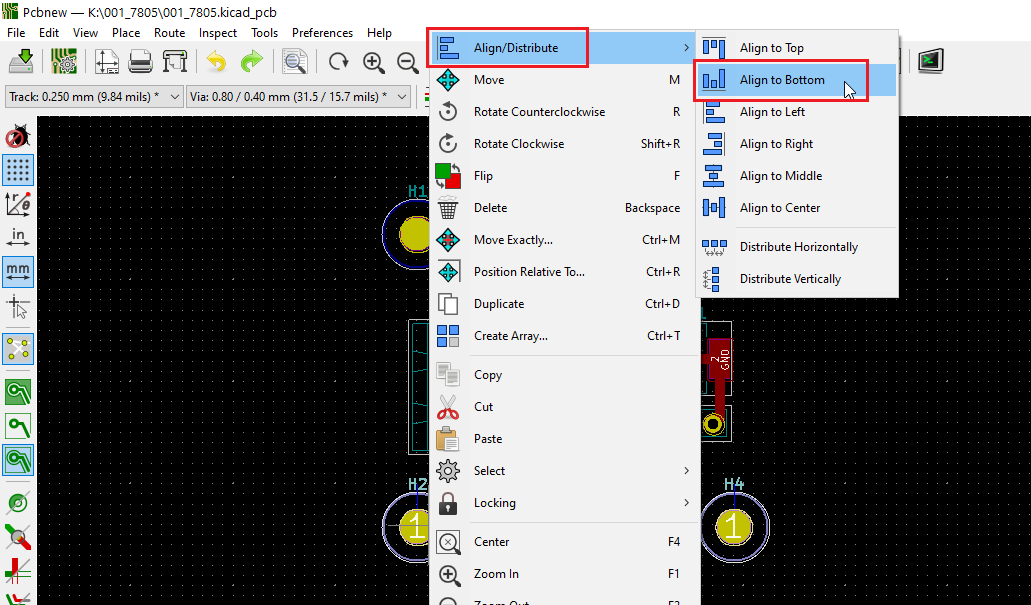 Pcbnew — K:\001_7805\001_7805.kicad_pcb
File Edit View Place Route Inspect Tools Preferences Help
Track: 0.250 mm (9.84 mils) *
Via: 0.80 / 0.40 mm (31.5 / 15.7 mils) *
in
mm
H1
H2
1
Align/Distribute
Move M
Rotate Counterclockwise R
Rotate Clockwise Shift+R
Flip F
Delete Backspace
Move Exactly... Ctrl+M
Position Relative To... Ctrl+R
Duplicate Ctrl+D
Create Array... Ctrl+T
Copy
Cut
Paste
Select
Locking
Center F4
Zoom In F1
Align to Top
Align to Bottom
Align to Left
Align to Right
Align to Middle
Align to Center
Distribute Horizontally
Distribute Vertically
2
GND
H4
1